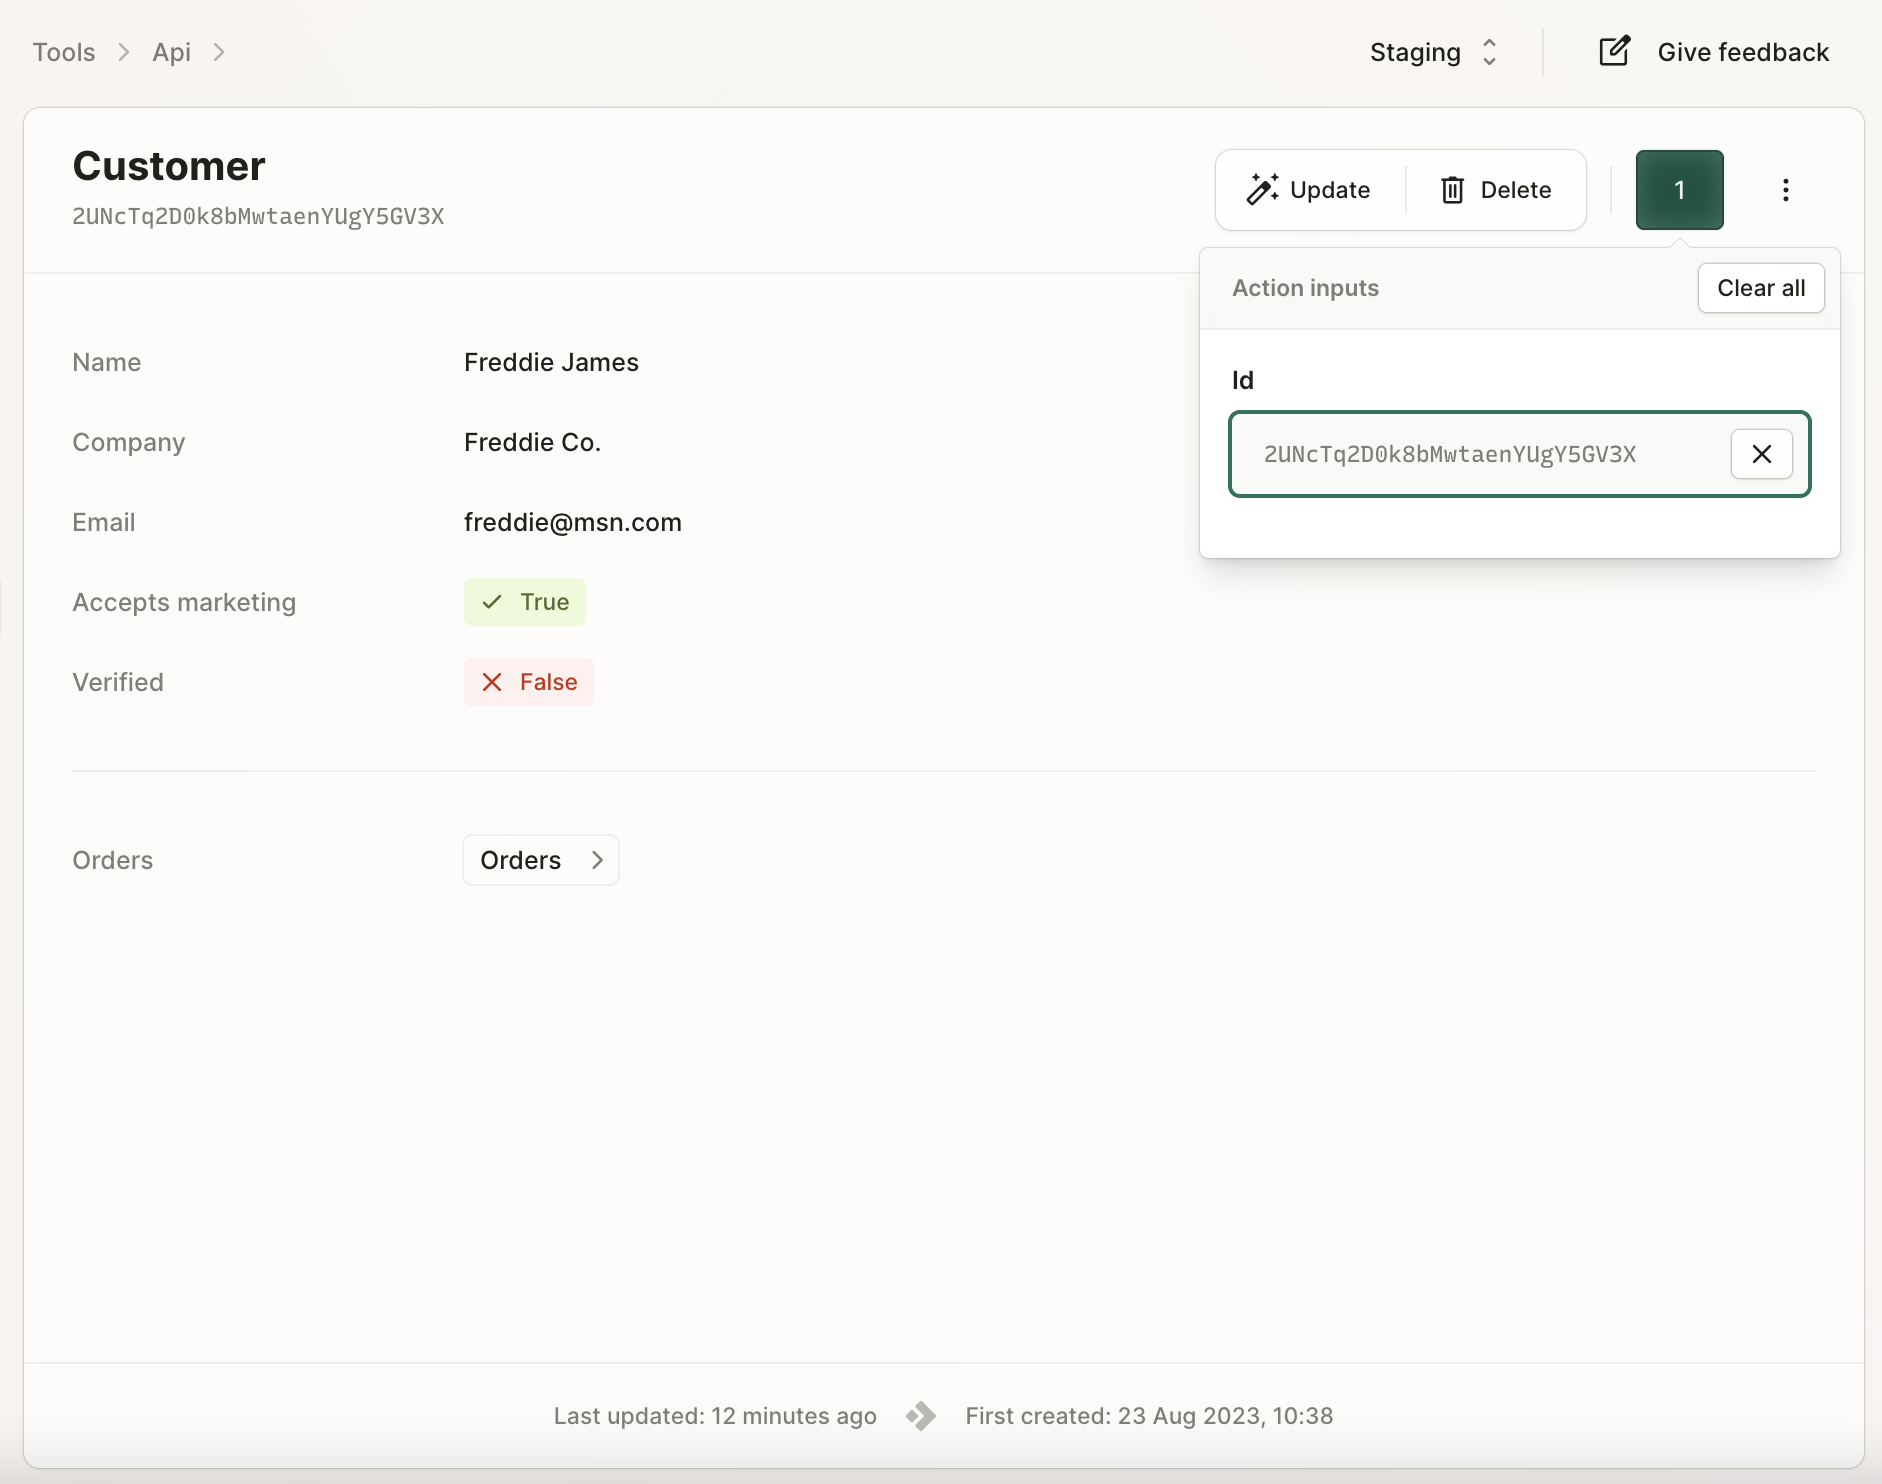 Tools
Api
Staging
Give feedback
Customer
2UNcTq2D0k8bMwtaenYUgY5GV3X
Update
Delete
1
Action inputs
Clear all
Id
2UNcTq2D0k8bMwtaenYUgY5GV3X
Name
Freddie James
Company
Freddie Co.
Email
freddie@msn.com
Accepts marketing
True
Verified
False
Orders
Orders
Last updated: 12 minutes ago
First created: 23 Aug 2023, 10:38